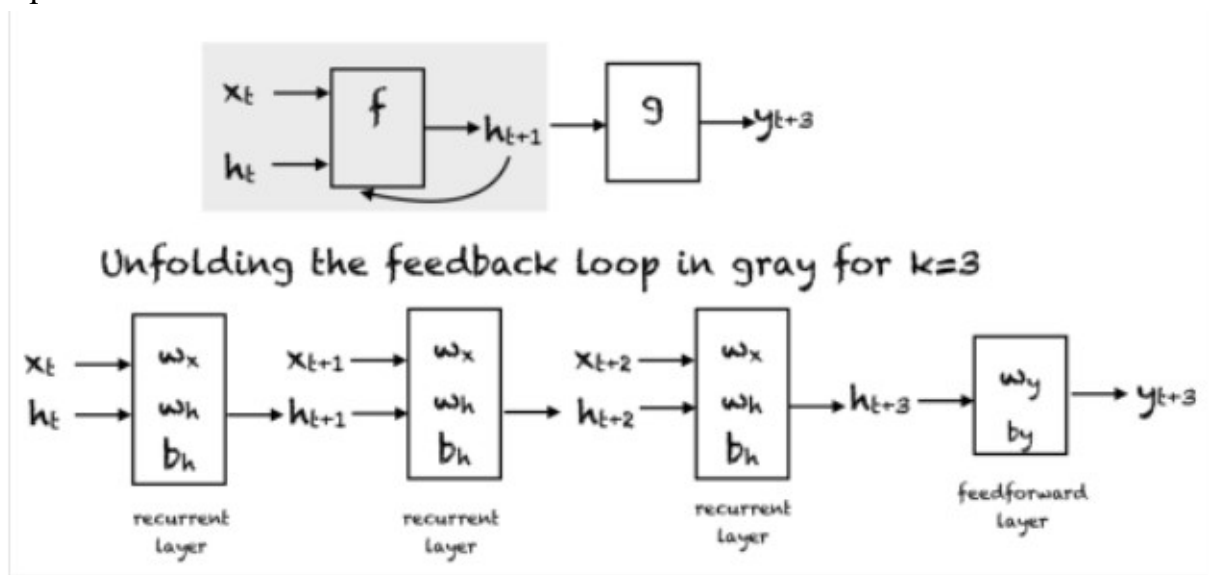 xt
f
ht
ht+1
g
yt+3
Unfolding the feedback loop in gray for k=3
xt
ht
wx
wh
bh
recurrent
layer
xt+1
ht+1
wx
wh
bh
recurrent
layer
xt+2
ht+2
wx
wh
bh
recurrent
layer
ht+3
wy
by
feedforward
layer
yt+3